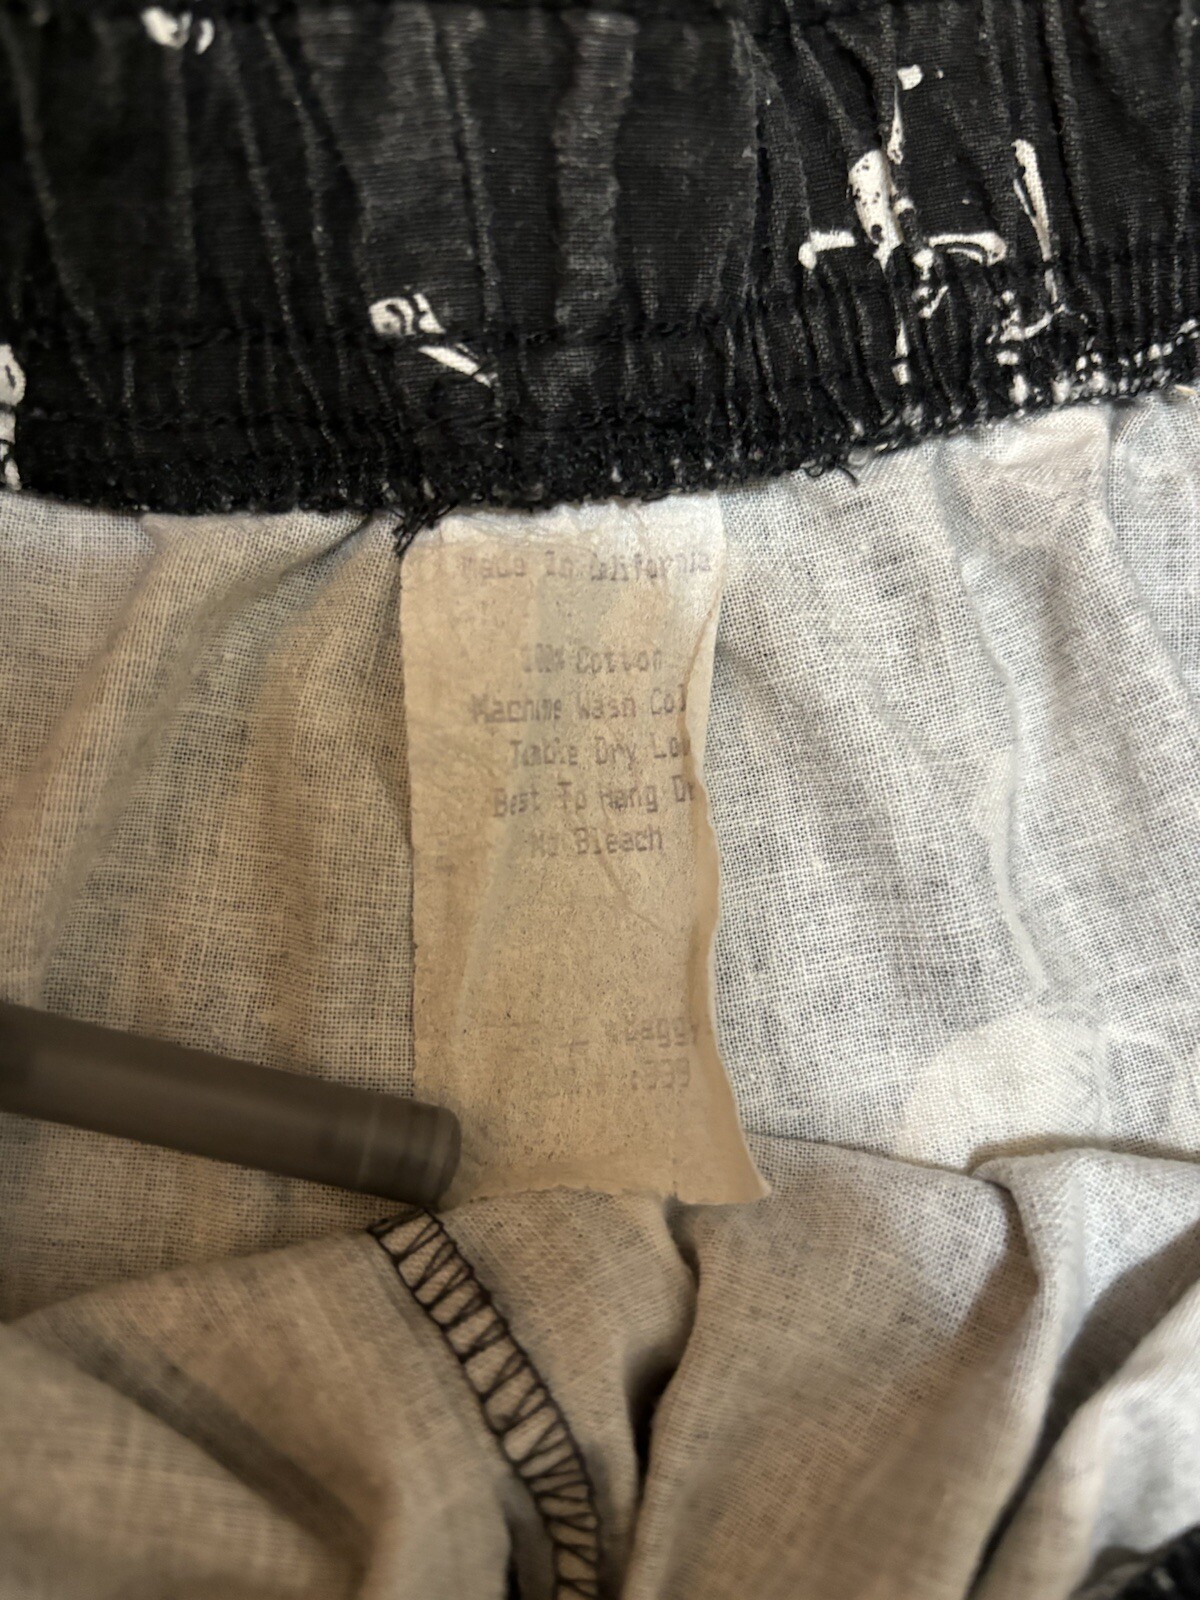 Made In California
100% Cotton
Machine Wash Col
Tumble Dry Low
Best To Hang Dr
No Bleach